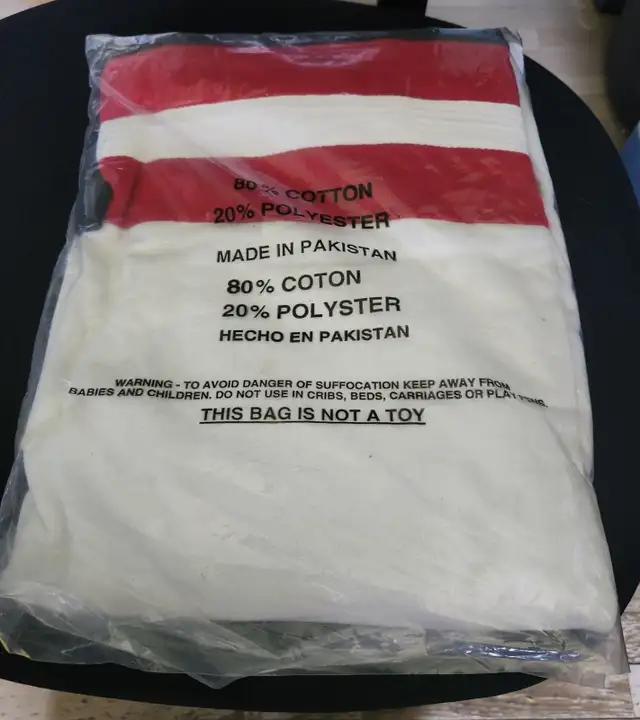 80% COTTON
20% POLYESTER
MADE IN PAKISTAN
80% COTON
20% POLYSTER
HECHO EN PAKISTAN
WARNING - TO AVOID DANGER OF SUFFOCATION KEEP AWAY FROM
BABIES AND CHILDREN. DO NOT USE IN CRIBS, BEDS, CARRIAGES OR PLAY
THIS BAG IS NOT A TOY